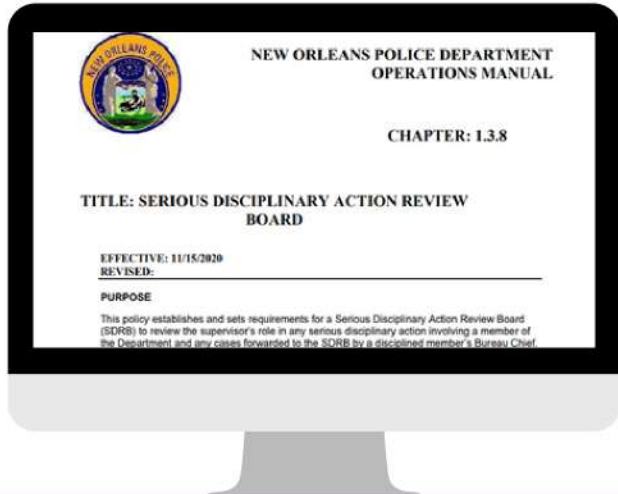 NEW ORLEANS POLICE
NEW ORLEANS POLICE DEPARTMENT
OPERATIONS MANUAL
CHAPTER: 1.3.8
TITLE: SERIOUS DISCIPLINARY ACTION REVIEW
BOARD
EFFECTIVE: 11/15/2020
REVISED:
PURPOSE
This policy establishes and sets requirements for a Serious Disciplinary Action Review Board
(SDRB) to review the supervisor's role in any serious disciplinary action involving a member of
the Department and any cases forwarded to the SDRB by a disciplined member's Bureau Chief.